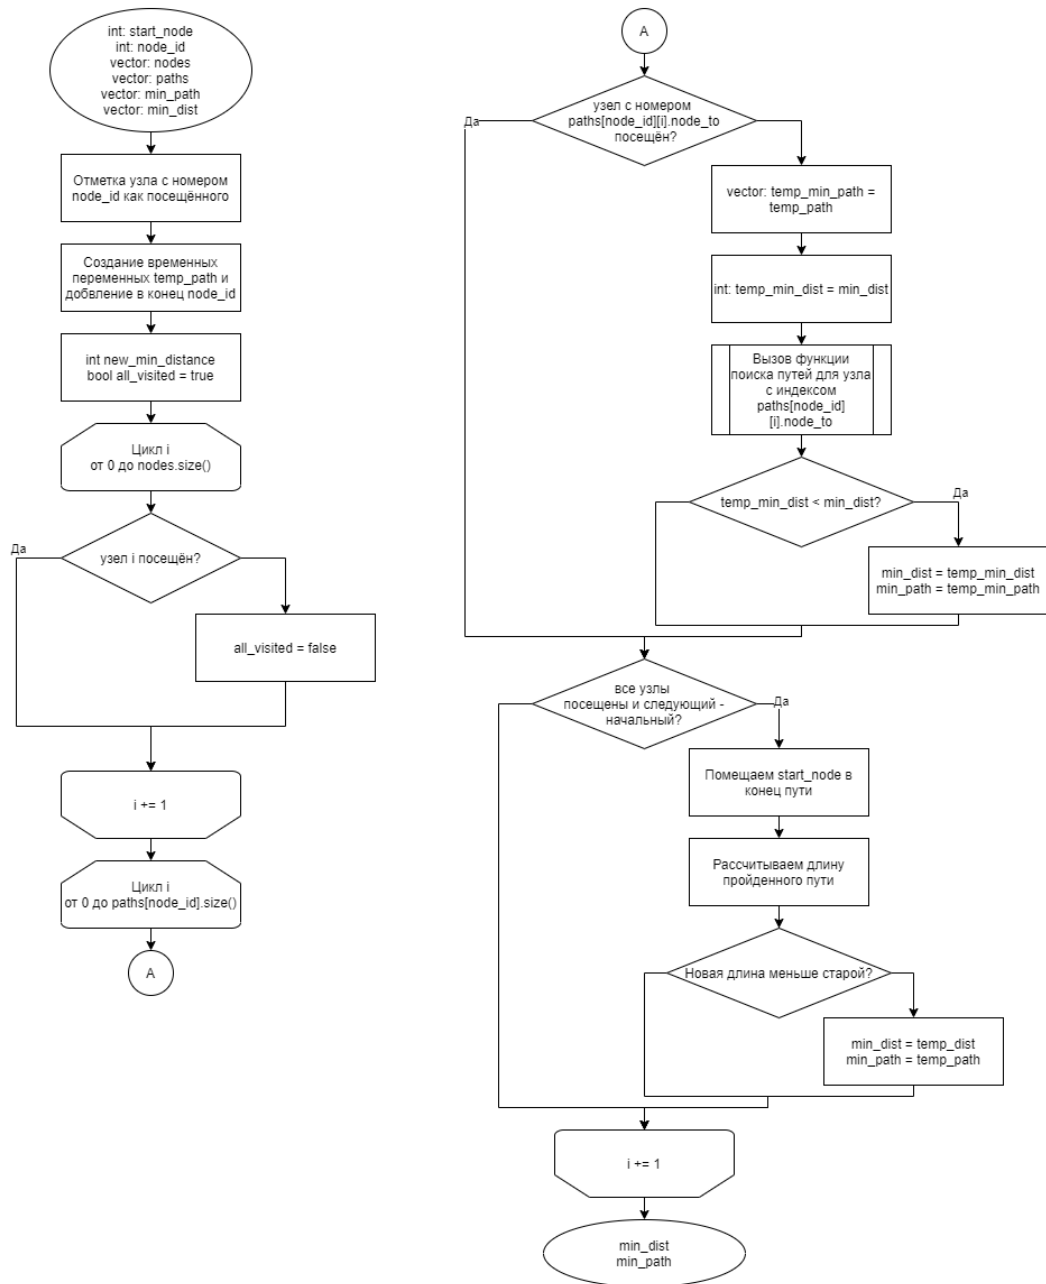 int: start_node
int: node_id
vector: nodes
vector: paths
vector: min_path
vector: min_dist
Отметка узла с номером
node_id как посещённого
Создание временных
переменных temp_path и
добвление в конец node_id
int new_min_distance
bool all_visited = true
Цикл i
от 0 до nodes.size()
Да
узел i посещён?
all_visited = false
i += 1
Цикл i
от 0 до paths[node_id].size()
A
A
Да
узел с номером
paths[node_id][i].node_to
посещён?
vector: temp_min_path =
temp_path
int: temp_min_dist = min_dist
Вызов функции
поиска путей для узла
с индексом
paths[node_id]
[i].node_to
temp_min_dist < min_dist?
Да
min_dist = temp_min_dist
min_path = temp_min_path
все узлы
посещены и следующий -
начальный?
Да
Помещаем start_node в
конец пути
Рассчитываем длину
пройденного пути
Новая длина меньше старой?
min_dist = temp_dist
min_path = temp_path
i += 1
min_dist
min_path